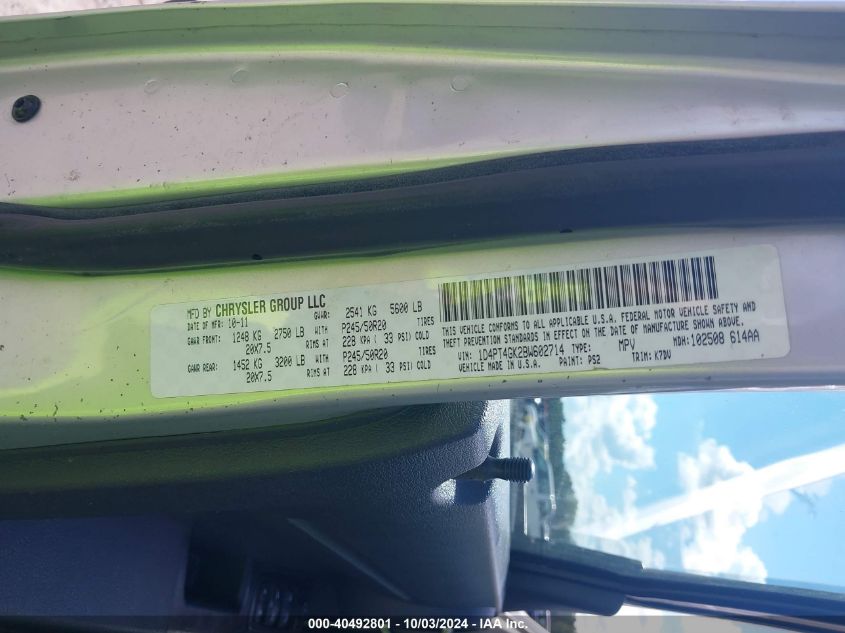 MFD BY CHRYSLER GROUP LLC
DATE OF MFR: 10-11 GVWR: 2541 KG 5600 LB
GAWR FRONT: 1248 KG 2750 LB WITH P245/50R20 TIRES
20X7.5 RIMS AT 228 KPA ( 33 PSI) COLD
GAWR REAR: 1452 KG 3200 LB WITH P245/50R20 TIRES
20X7.5 RIMS AT 228 KPA ( 33 PSI) COLD
THIS VEHICLE CONFORMS TO ALL APPLICABLE U.S.A. FEDERAL MOTOR VEHICLE SAFETY AND
THEFT PREVENTION STANDARDS IN EFFECT ON THE DATE OF MANUFACTURE SHOWN ABOVE.
VIN: 1D4PT4GK2BW602714 TYPE: MPV MDH: 102508 614AA
VEHICLE MADE IN U.S.A. PAINT: PS2 TRIM: K7DV
000-40492801 - 10/03/2024 - IAA Inc.